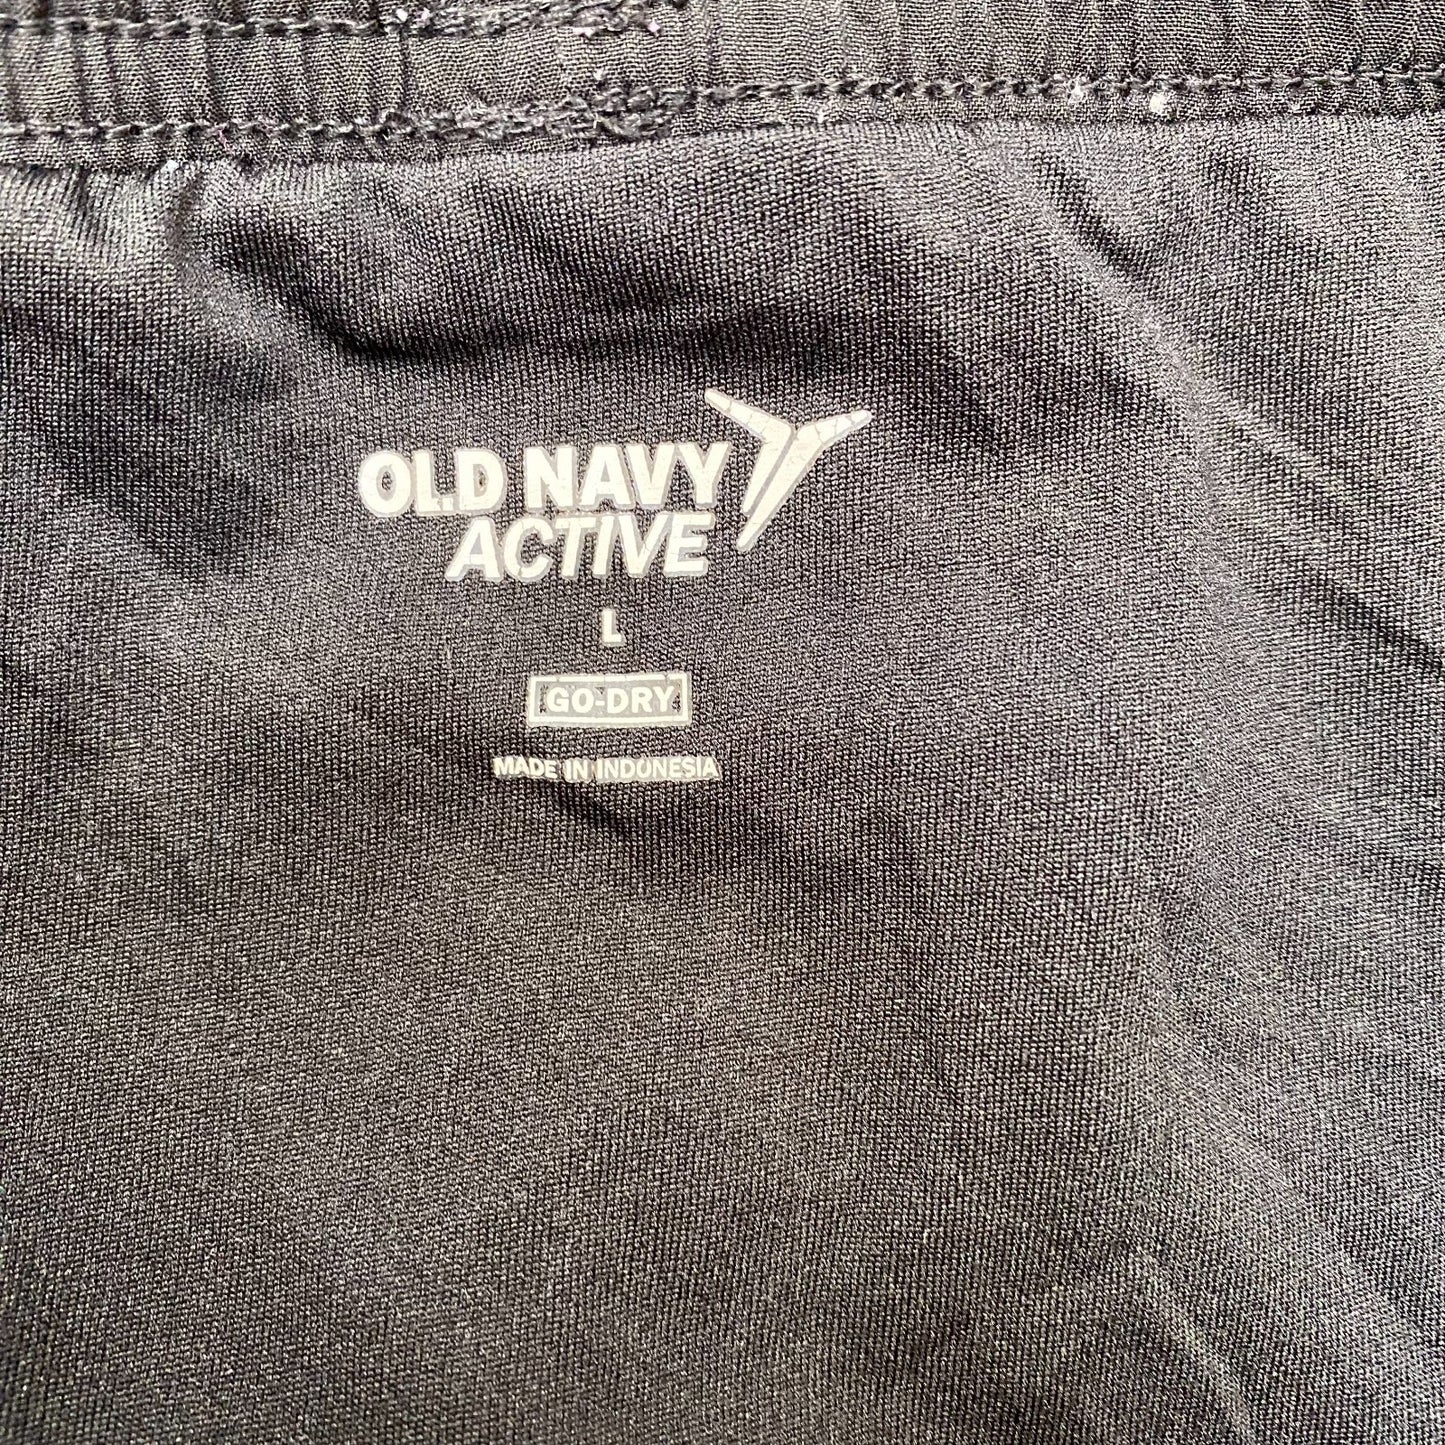 OLD NAVY
ACTIVE
L
GO-DRY
MADE IN INDONESIA